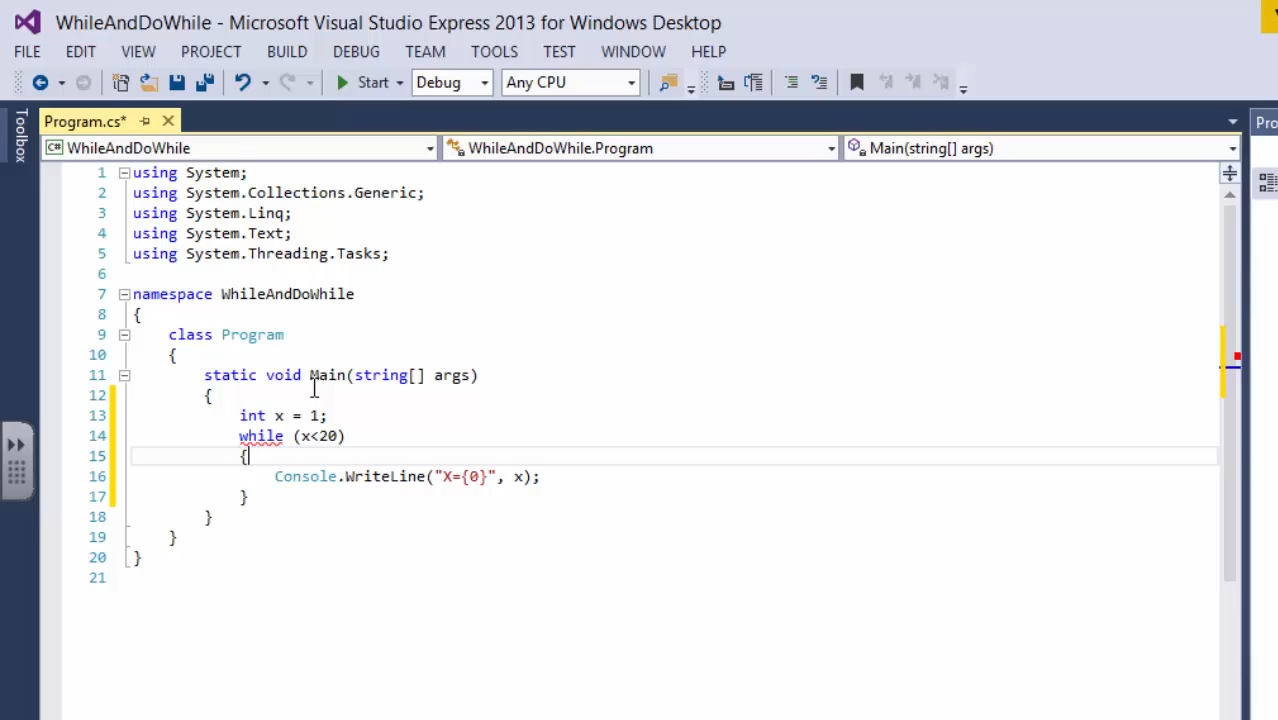 WhileAndDoWhile - Microsoft Visual Studio Express 2013 for Windows Desktop
FILE EDIT VIEW PROJECT BUILD DEBUG TEAM TOOLS TEST WINDOW HELP
Start Debug Any CPU
Toolbox
Program.cs*
Pro
C# WhileAndDoWhile WhileAndDoWhile.Program Main(string[] args)
1 using System;
2 using System.Collections.Generic;
3 using System.Linq;
4 using System.Text;
5 using System.Threading.Tasks;
6
7 namespace WhileAndDoWhile
8 {
9 class Program
10 {
11 static void Main(string[] args)
12 {
13 int x = 1;
14 while (x<20)
15 {
16 Console.WriteLine("X={0}", x);
17 }
18 }
19 }
20 }
21